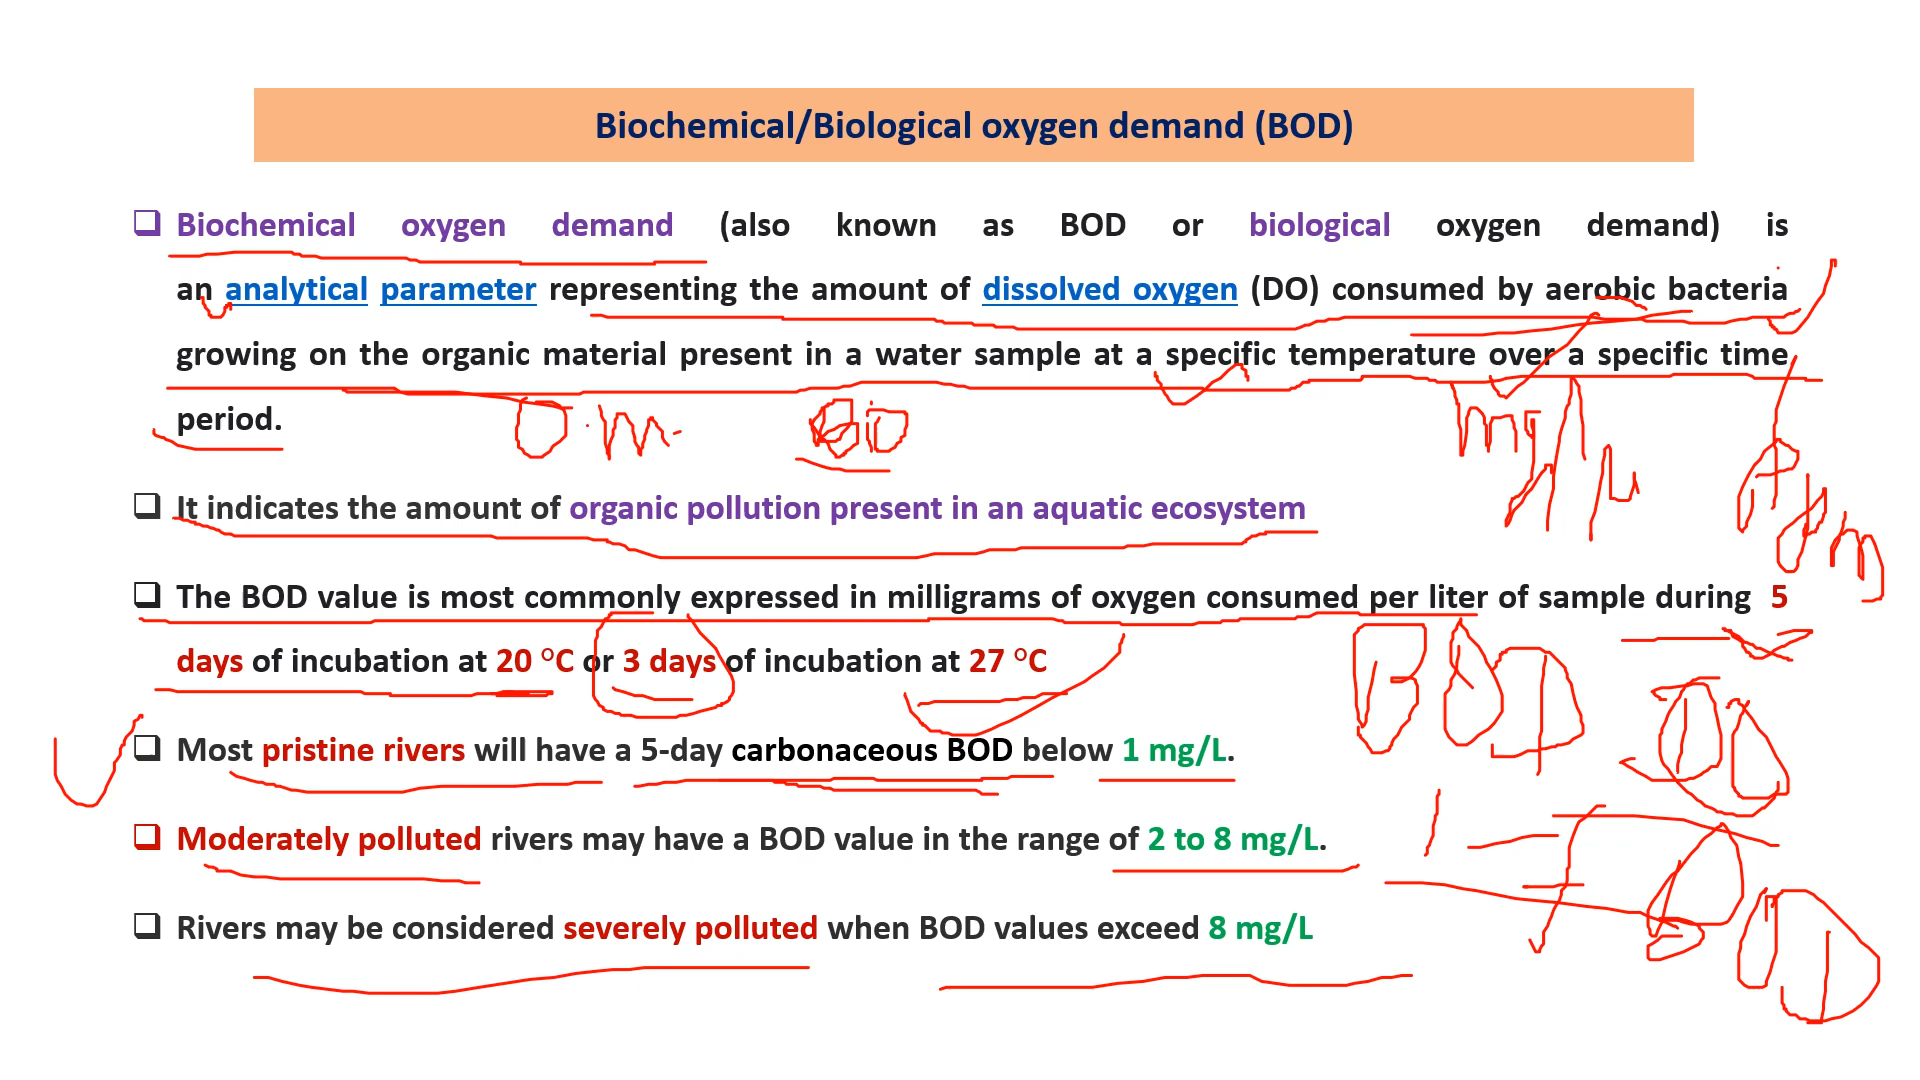 Biochemical/Biological oxygen demand (BOD)
❑ Biochemical oxygen demand (also known as BOD or biological oxygen demand) is
an analytical parameter representing the amount of dissolved oxygen (DO) consumed by aerobic bacteria
growing on the organic material present in a water sample at a specific temperature over a specific time
period.
O.M.
❑ It indicates the amount of organic pollution present in an aquatic ecosystem
❑ The BOD value is most commonly expressed in milligrams of oxygen consumed per liter of sample during 5
days of incubation at 20 °C or 3 days of incubation at 27 °C
BOD
❑ Most pristine rivers will have a 5-day carbonaceous BOD below 1 mg/L.
❑ Moderately polluted rivers may have a BOD value in the range of 2 to 8 mg/L.
❑ Rivers may be considered severely polluted when BOD values exceed 8 mg/L